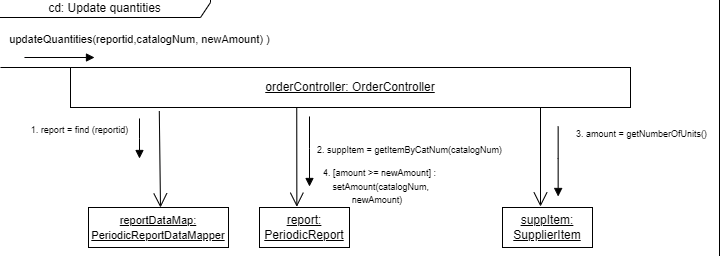 cd: Update quantities
updateQuantities(reportid,catalogNum, newAmount) )
orderController: OrderController
1. report = find (reportid)
2. suppItem = getItemByCatNum(catalogNum)
3. amount = getNumberOfUnits()
4. [amount >= newAmount] :
setAmount(catalogNum,
newAmount)
reportDataMap:
PeriodicReportDataMapper
report:
PeriodicReport
suppItem:
SupplierItem